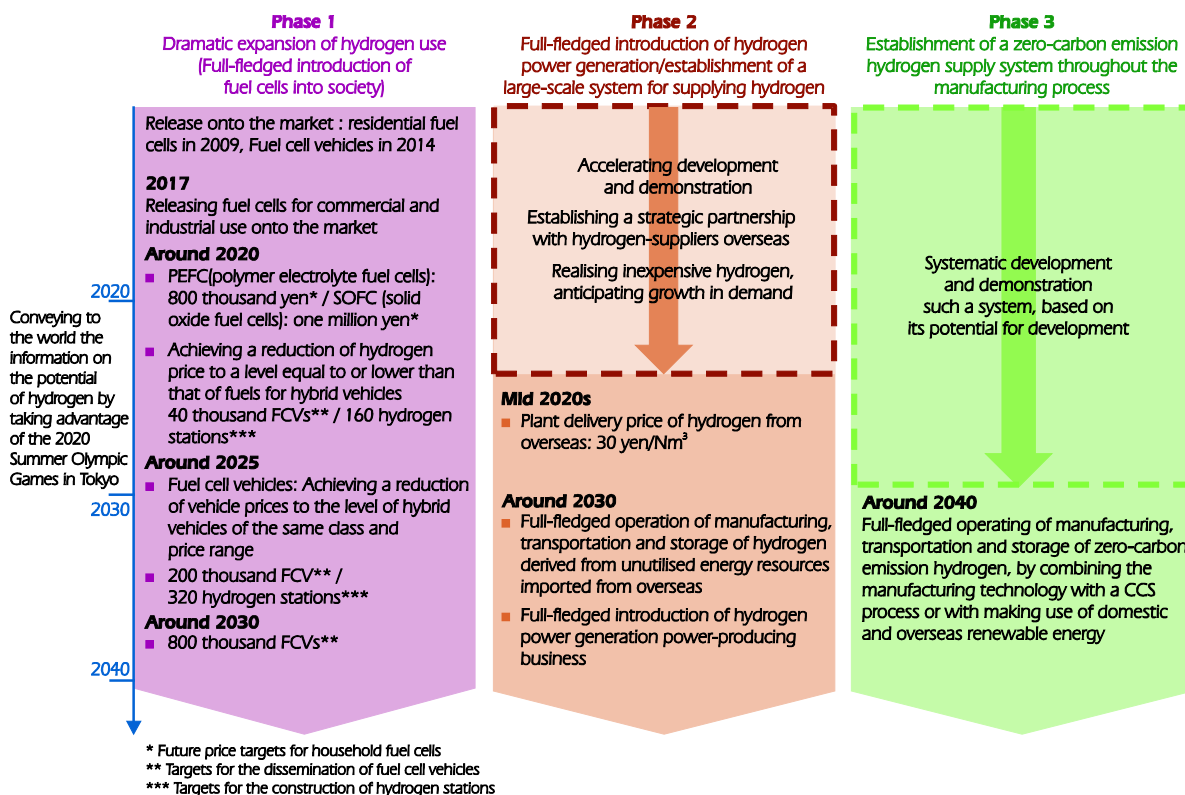 Phase 1
Dramatic expansion of hydrogen use
(Full-fledged introduction of
fuel cells into society)
Release onto the market : residential fuel
cells in 2009, Fuel cell vehicles in 2014
2017
Releasing fuel cells for commercial and
industrial use onto the market
Around 2020
PEFC(polymer electrolyte fuel cells):
800 thousand yen* / SOFC (solid
oxide fuel cells): one million yen*
Achieving a reduction of hydrogen
price to a level equal to or lower than
that of fuels for hybrid vehicles
40 thousand FCVs** / 160 hydrogen
stations***
Around 2025
Fuel cell vehicles: Achieving a reduction
of vehicle prices to the level of hybrid
vehicles of the same class and
price range
200 thousand FCV** /
320 hydrogen stations***
Around 2030
800 thousand FCVs**
Phase 2
Full-fledged introduction of hydrogen
power generation/establishment of a
large-scale system for supplying hydrogen
Accelerating development
and demonstration
Establishing a strategic partnership
with hydrogen-suppliers overseas
Realising inexpensive hydrogen,
anticipating growth in demand
Mid 2020s
Plant delivery price of hydrogen from
overseas: 30 yen/Nm³
Around 2030
Full-fledged operation of manufacturing,
transportation and storage of hydrogen
derived from unutilised energy resources
imported from overseas
Full-fledged introduction of hydrogen
power generation power-producing
business
Phase 3
Establishment of a zero-carbon emission
hydrogen supply system throughout the
manufacturing process
Systematic development
and demonstration
such a system, based on
its potential for development
Around 2040
Full-fledged operating of manufacturing,
transportation and storage of zero-carbon
emission hydrogen, by combining the
manufacturing technology with a CCS
process or with making use of domestic
and overseas renewable energy
2020
Conveying to
the world the
information on
the potential
of hydrogen by
taking advantage
of the 2020
Summer Olympic
Games in Tokyo
2030
2040
* Future price targets for household fuel cells
** Targets for the dissemination of fuel cell vehicles
*** Targets for the construction of hydrogen stations